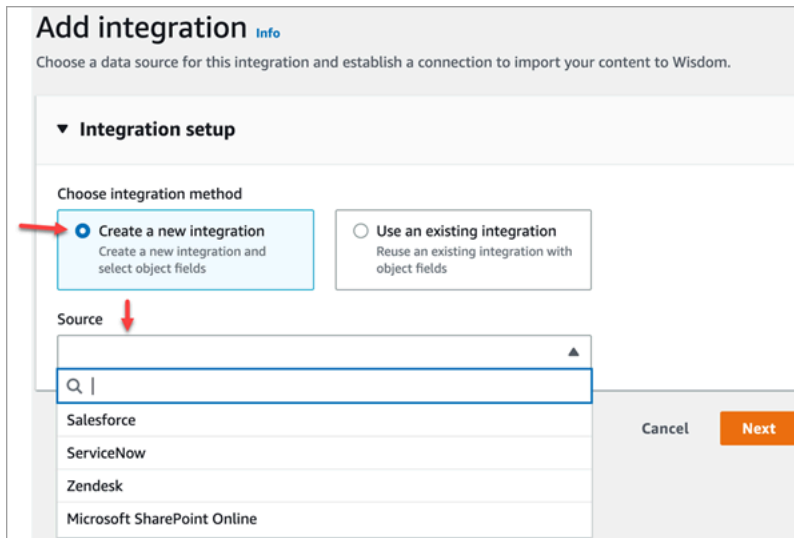 Add integration Info
Choose a data source for this integration and establish a connection to import your content to Wisdom.
▼ Integration setup
Choose integration method
Create a new integration
Create a new integration and
select object fields
Use an existing integration
Reuse an existing integration with
object fields
Source
Salesforce
ServiceNow
Zendesk
Microsoft SharePoint Online
Cancel
Next